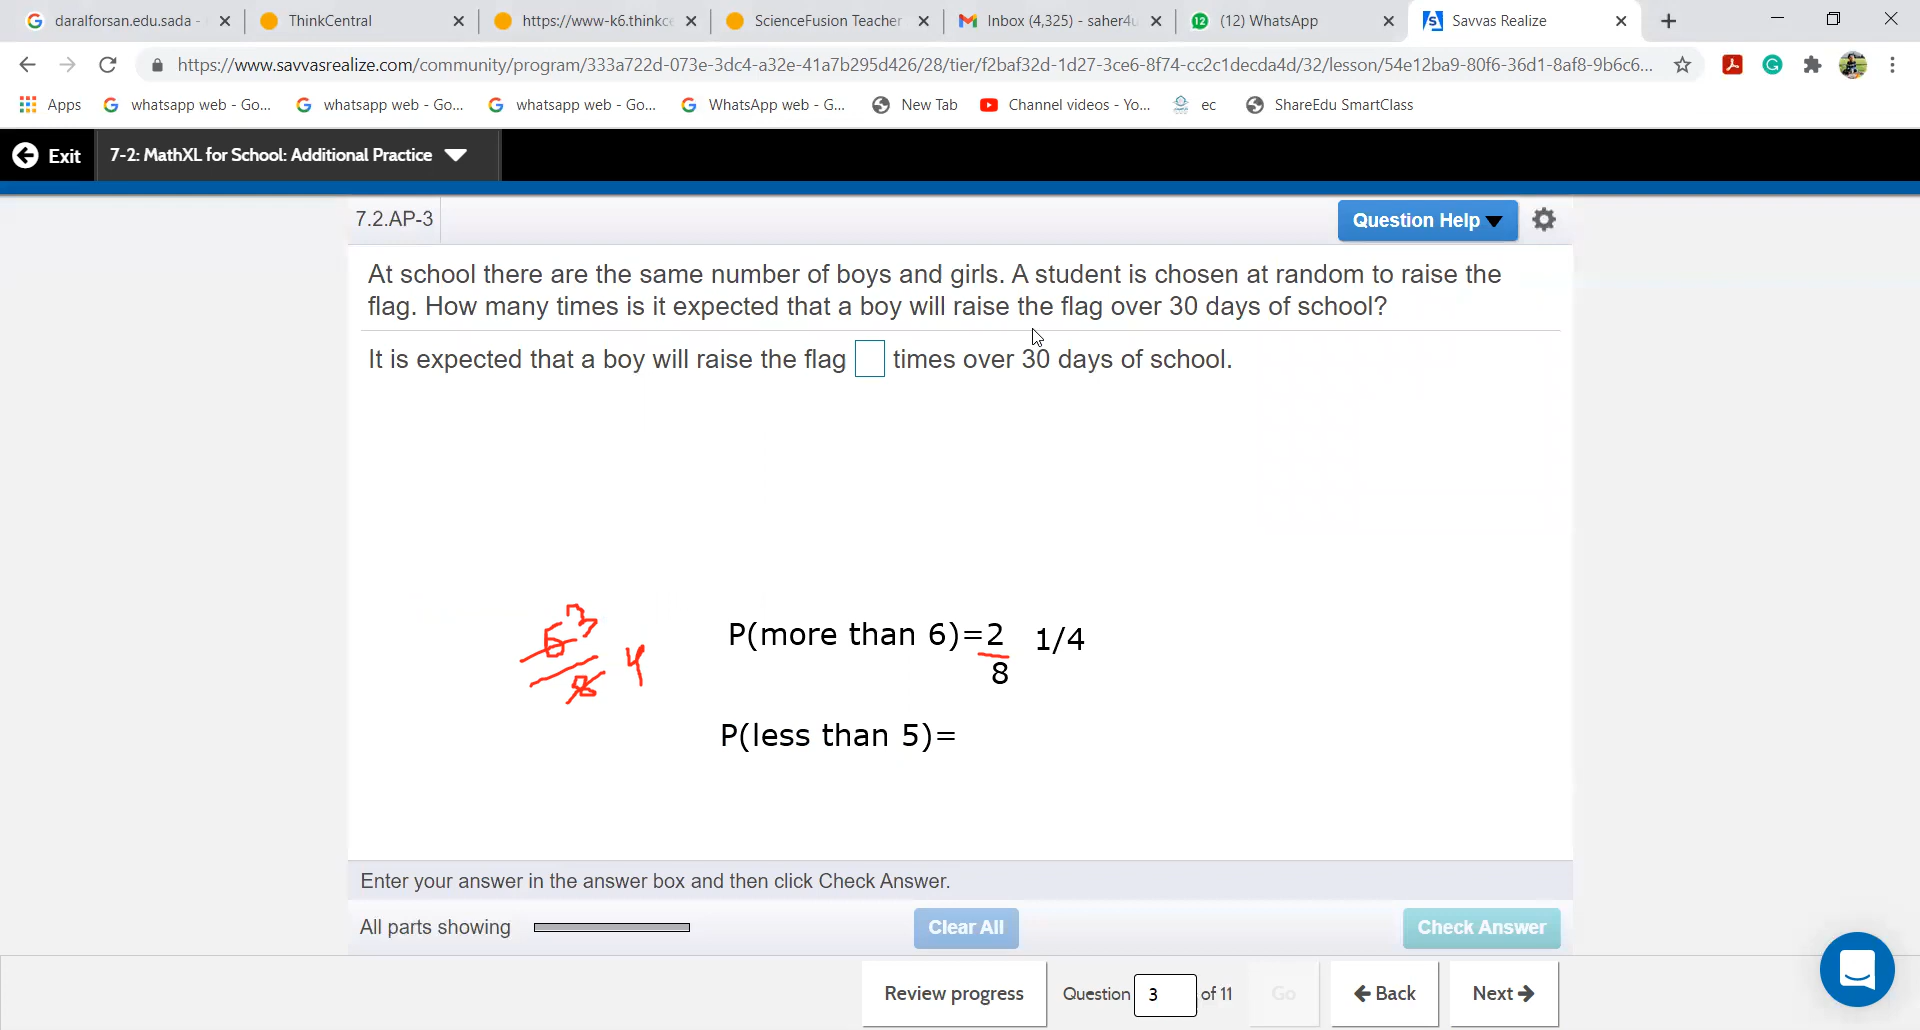 daralforsan.edu.sada -
ThinkCentral
https://www-k6.thinkce
ScienceFusion Teacher
Inbox (4,325) - saher4u
(12) WhatsApp
Savvas Realize
https://www.savvasrealize.com/community/program/333a722d-073e-3dc4-a32e-41a7b295d426/28/tier/f2baf32d-1d27-3ce6-8f74-cc2c1decda4d/32/lesson/54e12ba9-80f6-36d1-8af8-9b6c6...
Apps
whatsapp web - Go...
whatsapp web - Go...
whatsapp web - Go...
WhatsApp web - G...
New Tab
Channel videos - Yo...
ec
ShareEdu SmartClass
Exit
7-2: MathXL for School: Additional Practice
7.2.AP-3
Question Help
At school there are the same number of boys and girls. A student is chosen at random to raise the
flag. How many times is it expected that a boy will raise the flag over 30 days of school?
It is expected that a boy will raise the flag times over 30 days of school.
P(more than 6)=2 1/4
8
6 3
8 4
P(less than 5)=
Enter your answer in the answer box and then click Check Answer.
All parts showing
Clear All
Check Answer
Review progress
Question 3 of 11
Go
Back
Next